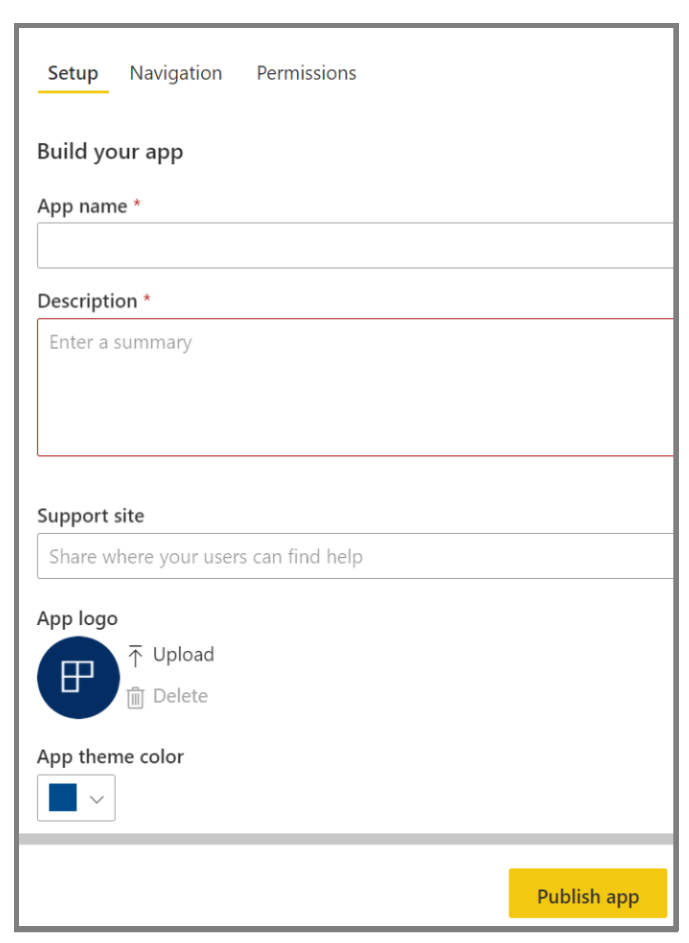 Setup Navigation Permissions
Build your app
App name *
Description *
Enter a summary
Support site
Share where your users can find help
App logo
Upload
Delete
App theme color
Publish app